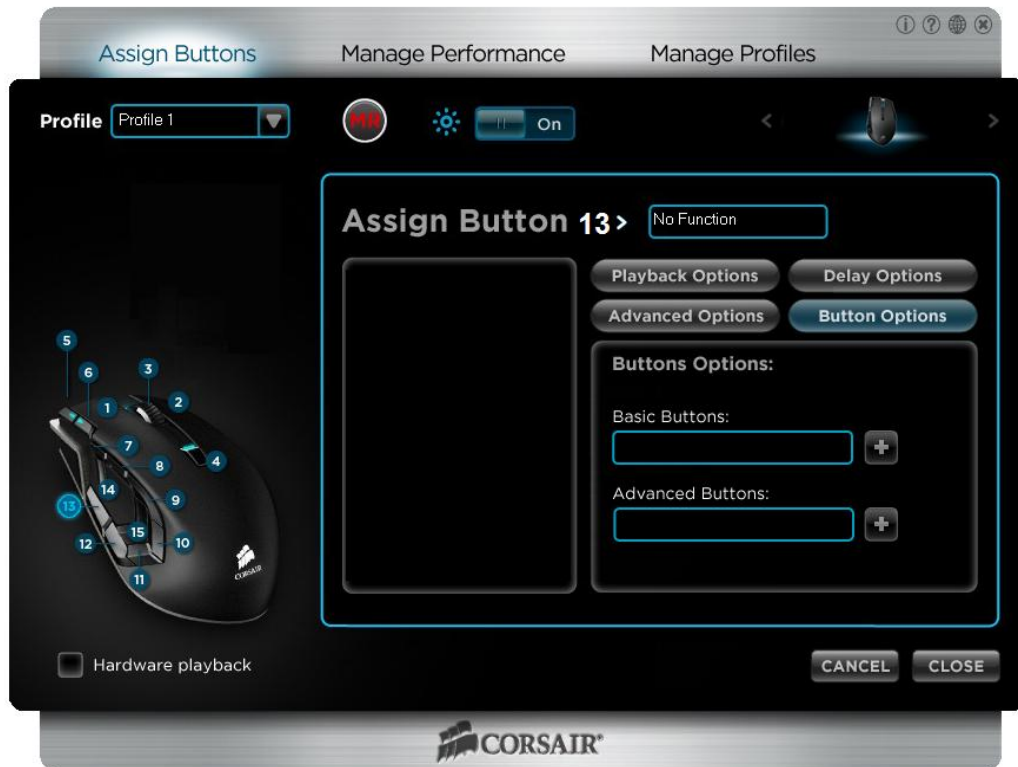 Assign Buttons Manage Performance Manage Profiles
Profile Profile 1 MR On
Assign Button 13 > No Function
Playback Options Delay Options
Advanced Options Button Options
Buttons Options:
Basic Buttons:
Advanced Buttons:
5
6
3
1
2
7
8
4
14
9
13
15
12
10
11
CORSAIR
Hardware playback
CANCEL CLOSE
CORSAIR